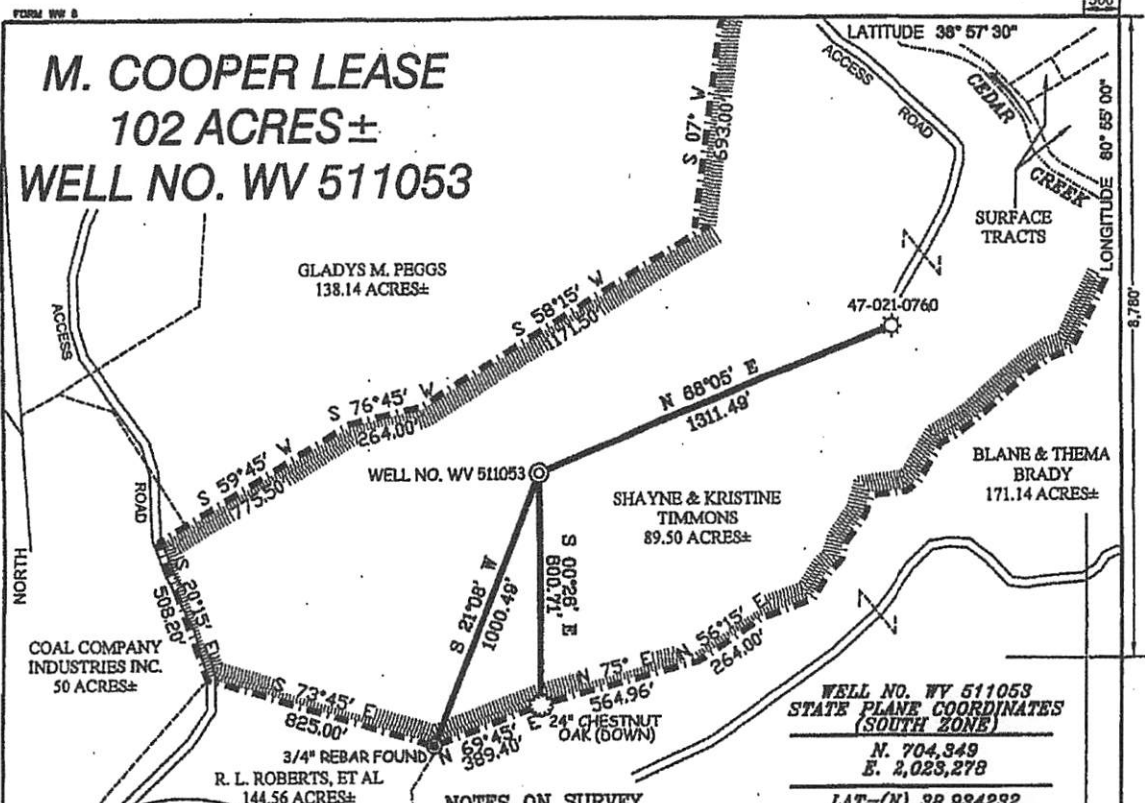 FORM WW 8
M. COOPER LEASE
102 ACRES±
WELL NO. WV 511053
LATITUDE 38° 57' 30"
LONGITUDE 80° 55' 00"
8,780'
ACCESS
ROAD
CEDAR
CREEK
SURFACE
TRACTS
S 07° W
693.00'
GLADYS M. PEGGS
138.14 ACRES±
47-021-0760
S 58°15' W
1171.50'
ACCESS
ROAD
S 76°45' W
264.00'
N 68°05' E
1311.49'
S 59°45' W
775.50'
WELL NO. WV 511053
SHAYNE & KRISTINE
TIMMONS
89.50 ACRES±
BLANE & THEMA
BRADY
171.14 ACRES±
NORTH
S 20°15' E
508.20'
S 21°08' W
1000.49'
S 00°26' E
600.71'
COAL COMPANY
INDUSTRIES INC.
50 ACRES±
S 73°45' E
825.00'
N 56°15' E
264.00'
N 75° E
564.96'
N 69°45' E
389.40'
24" CHESTNUT
OAK (DOWN)
3/4" REBAR FOUND
R. L. ROBERTS, ET AL
144.56 ACRES±
WELL NO. WV 511053
STATE PLANE COORDINATES
(SOUTH ZONE)
N. 704,349
E. 2,023,278
NOTES ON SURVEY
LAT=(N) 38.934232